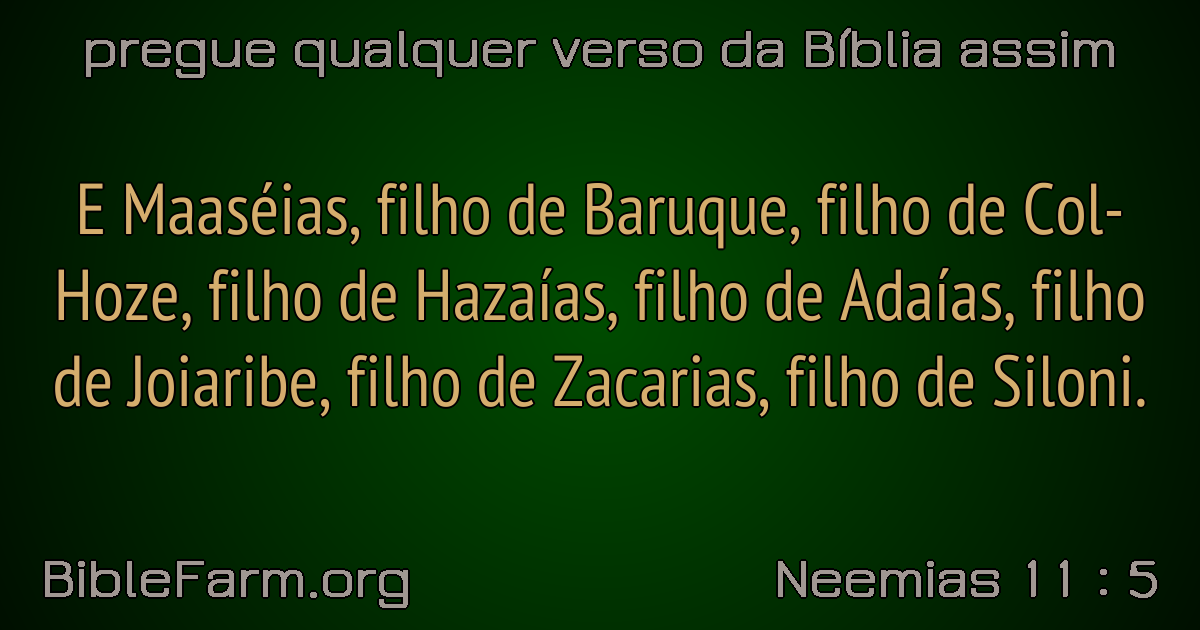 pregue qualquer verso da Bíblia assim
E Maaséias, filho de Baruque, filho de Col-
Hoze, filho de Hazaías, filho de Adaías, filho
de Joiaribe, filho de Zacarias, filho de Siloni.
BibleFarm.org
Neemias 11 : 5